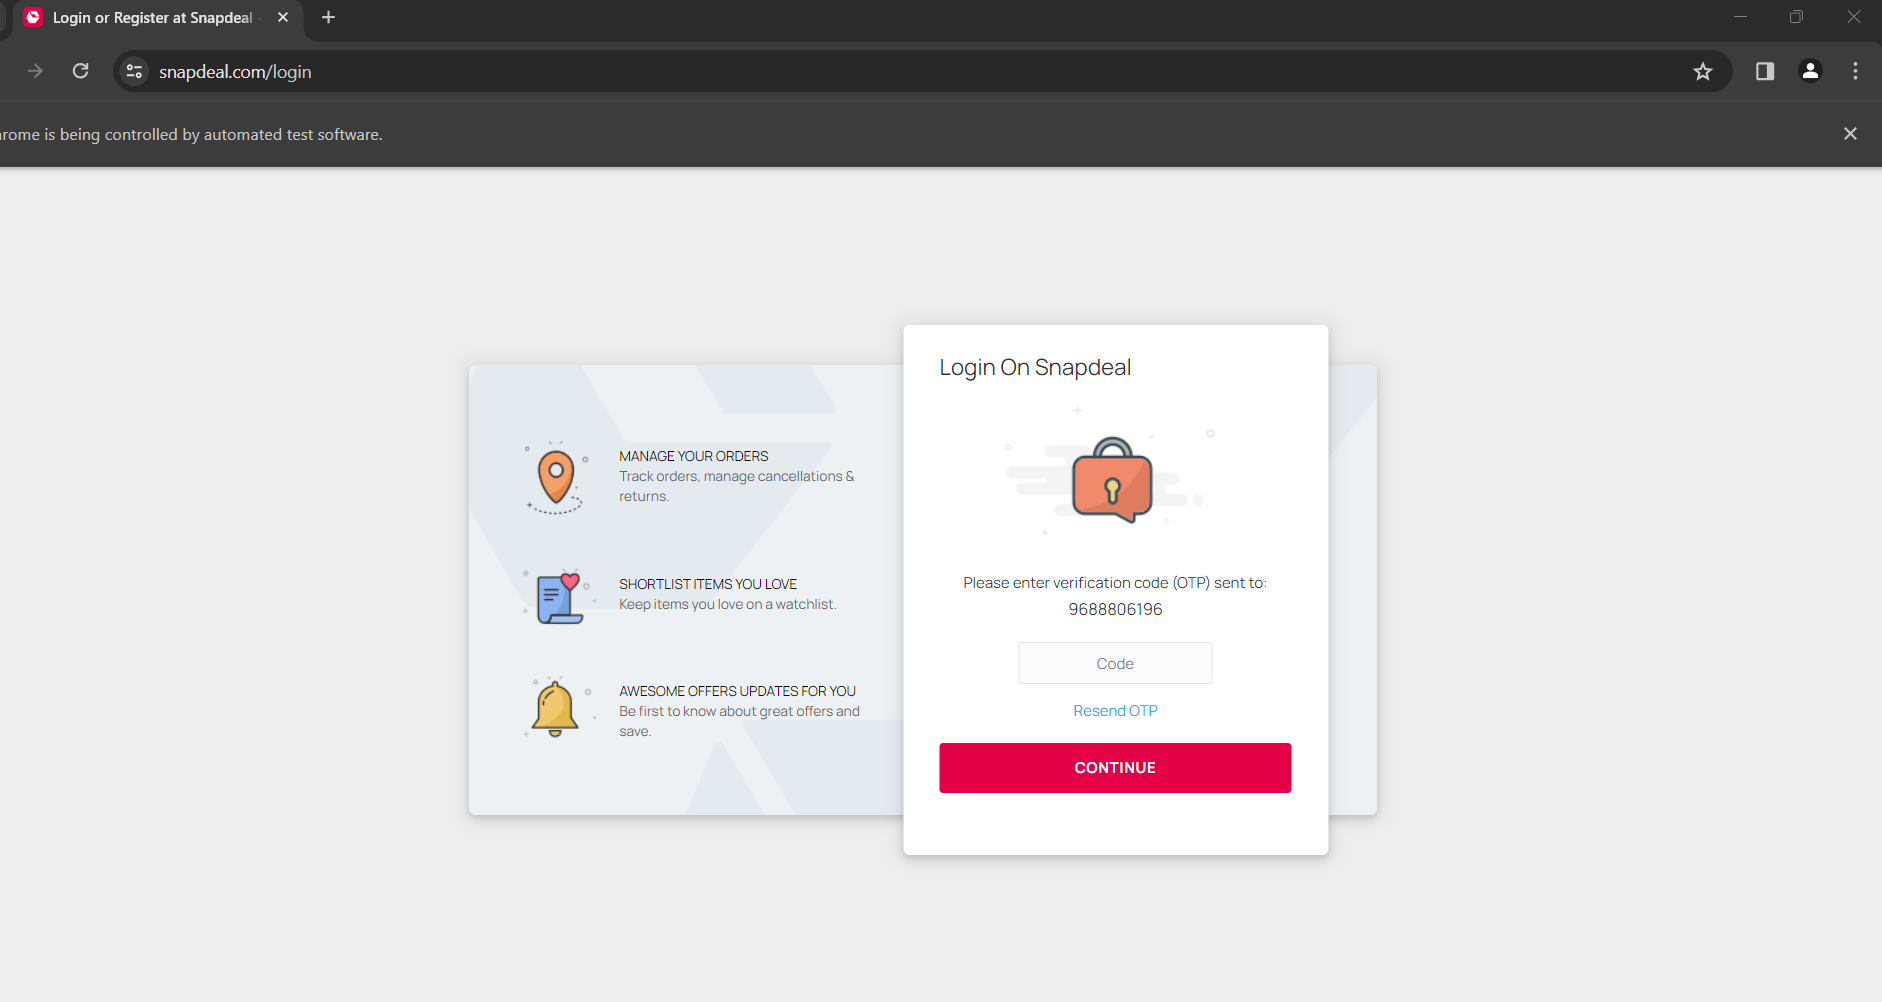 Login or Register at Snapdeal
snapdeal.com/login
is being controlled by automated test software.
Login On Snapdeal
MANAGE YOUR ORDERS
Track orders, manage cancellations &
returns.
SHORTLIST ITEMS YOU LOVE
Keep items you love on a watchlist.
AWESOME OFFERS UPDATES FOR YOU
Be first to know about great offers and
save.
Please enter verification code (OTP) sent to:
9688806196
Code
Resend OTP
CONTINUE